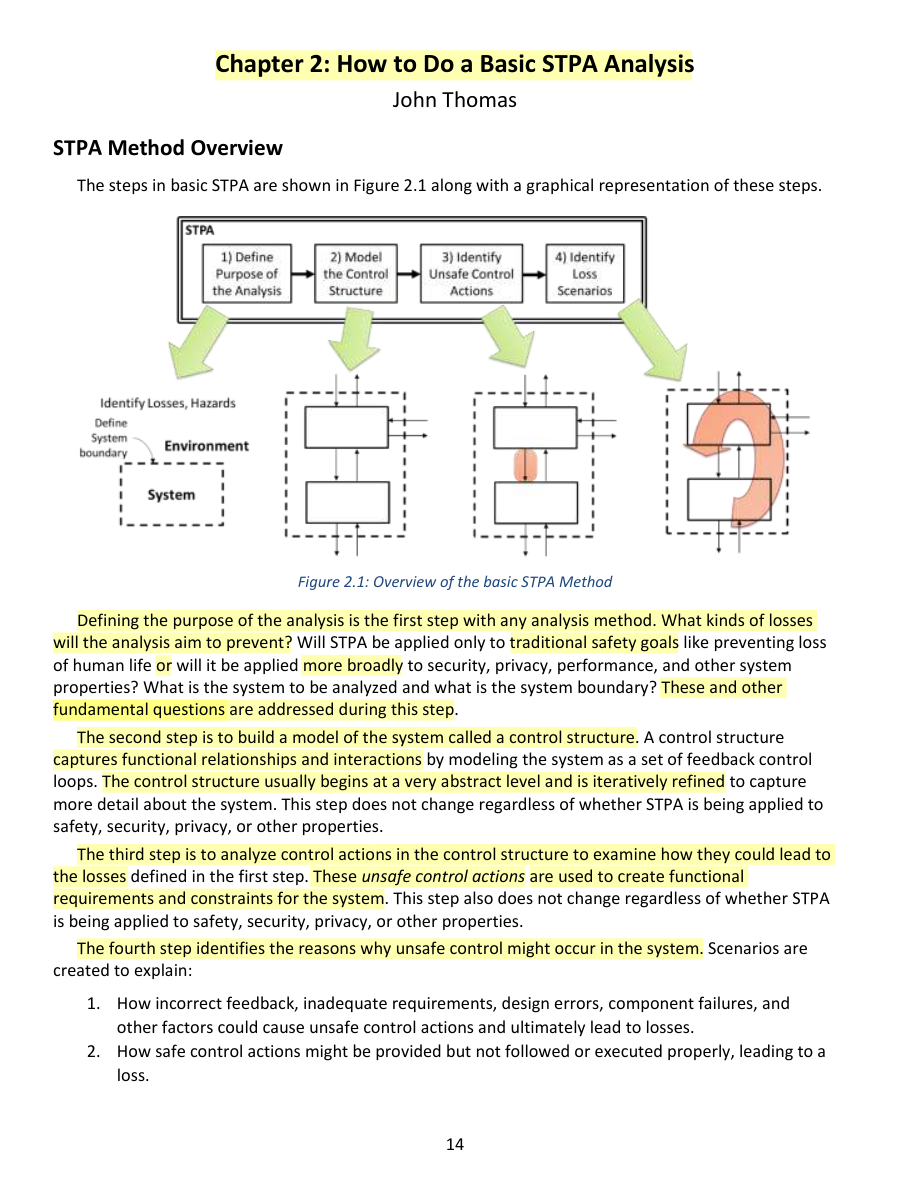 Chapter 2: How to Do a Basic STPA Analysis
John Thomas
STPA Method Overview
The steps in basic STPA are shown in Figure 2.1 along with a graphical representation of these steps.
STPA
1) Define
Purpose of
the Analysis
2) Model
the Control
Structure
3) Identify
Unsafe Control
Actions
4) Identify
Loss
Scenarios
Identify Losses, Hazards
Define
System
boundary
Environment
System
Figure 2.1: Overview of the basic STPA Method
Defining the purpose of the analysis is the first step with any analysis method. What kinds of losses
will the analysis aim to prevent? Will STPA be applied only to traditional safety goals like preventing loss
of human life or will it be applied more broadly to security, privacy, performance, and other system
properties? What is the system to be analyzed and what is the system boundary? These and other
fundamental questions are addressed during this step.
The second step is to build a model of the system called a control structure. A control structure
captures functional relationships and interactions by modeling the system as a set of feedback control
loops. The control structure usually begins at a very abstract level and is iteratively refined to capture
more detail about the system. This step does not change regardless of whether STPA is being applied to
safety, security, privacy, or other properties.
The third step is to analyze control actions in the control structure to examine how they could lead to
the losses defined in the first step. These unsafe control actions are used to create functional
requirements and constraints for the system. This step also does not change regardless of whether STPA
is being applied to safety, security, privacy, or other properties.
The fourth step identifies the reasons why unsafe control might occur in the system. Scenarios are
created to explain:
1. How incorrect feedback, inadequate requirements, design errors, component failures, and
other factors could cause unsafe control actions and ultimately lead to losses.
2. How safe control actions might be provided but not followed or executed properly, leading to a
loss.
14